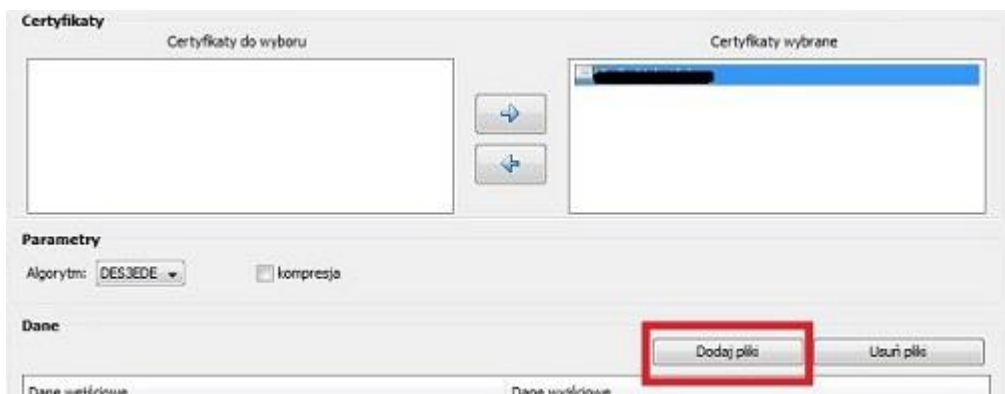 Certyfikaty
Certyfikaty do wyboru
Certyfikaty wybrane
Parametry
Algorytm: DES3EDE kompresja
Dane
Dodaj pliki Usuń pliki
Dane wejściowe Dane wyjściowe